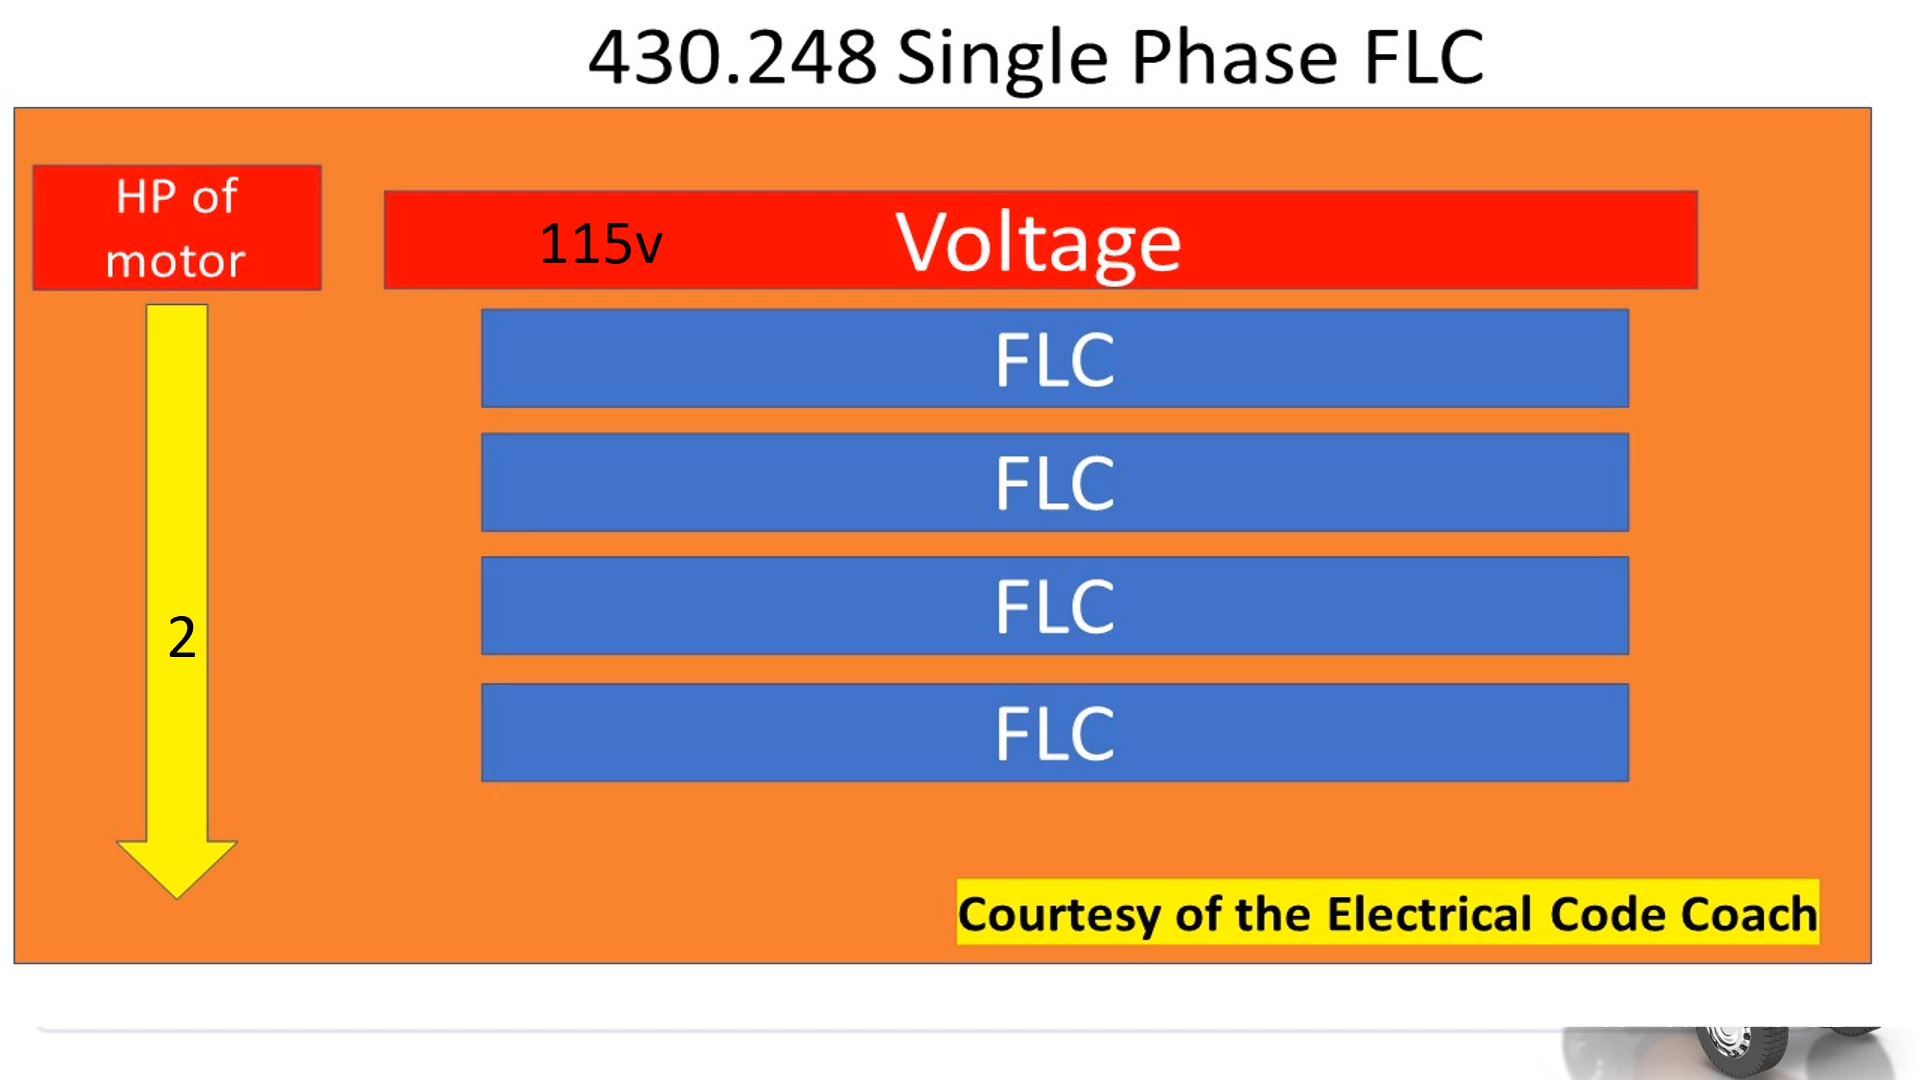 430.248 Single Phase FLC
HP of
motor
115v
Voltage
FLC
FLC
FLC
2
FLC
Courtesy of the Electrical Code Coach